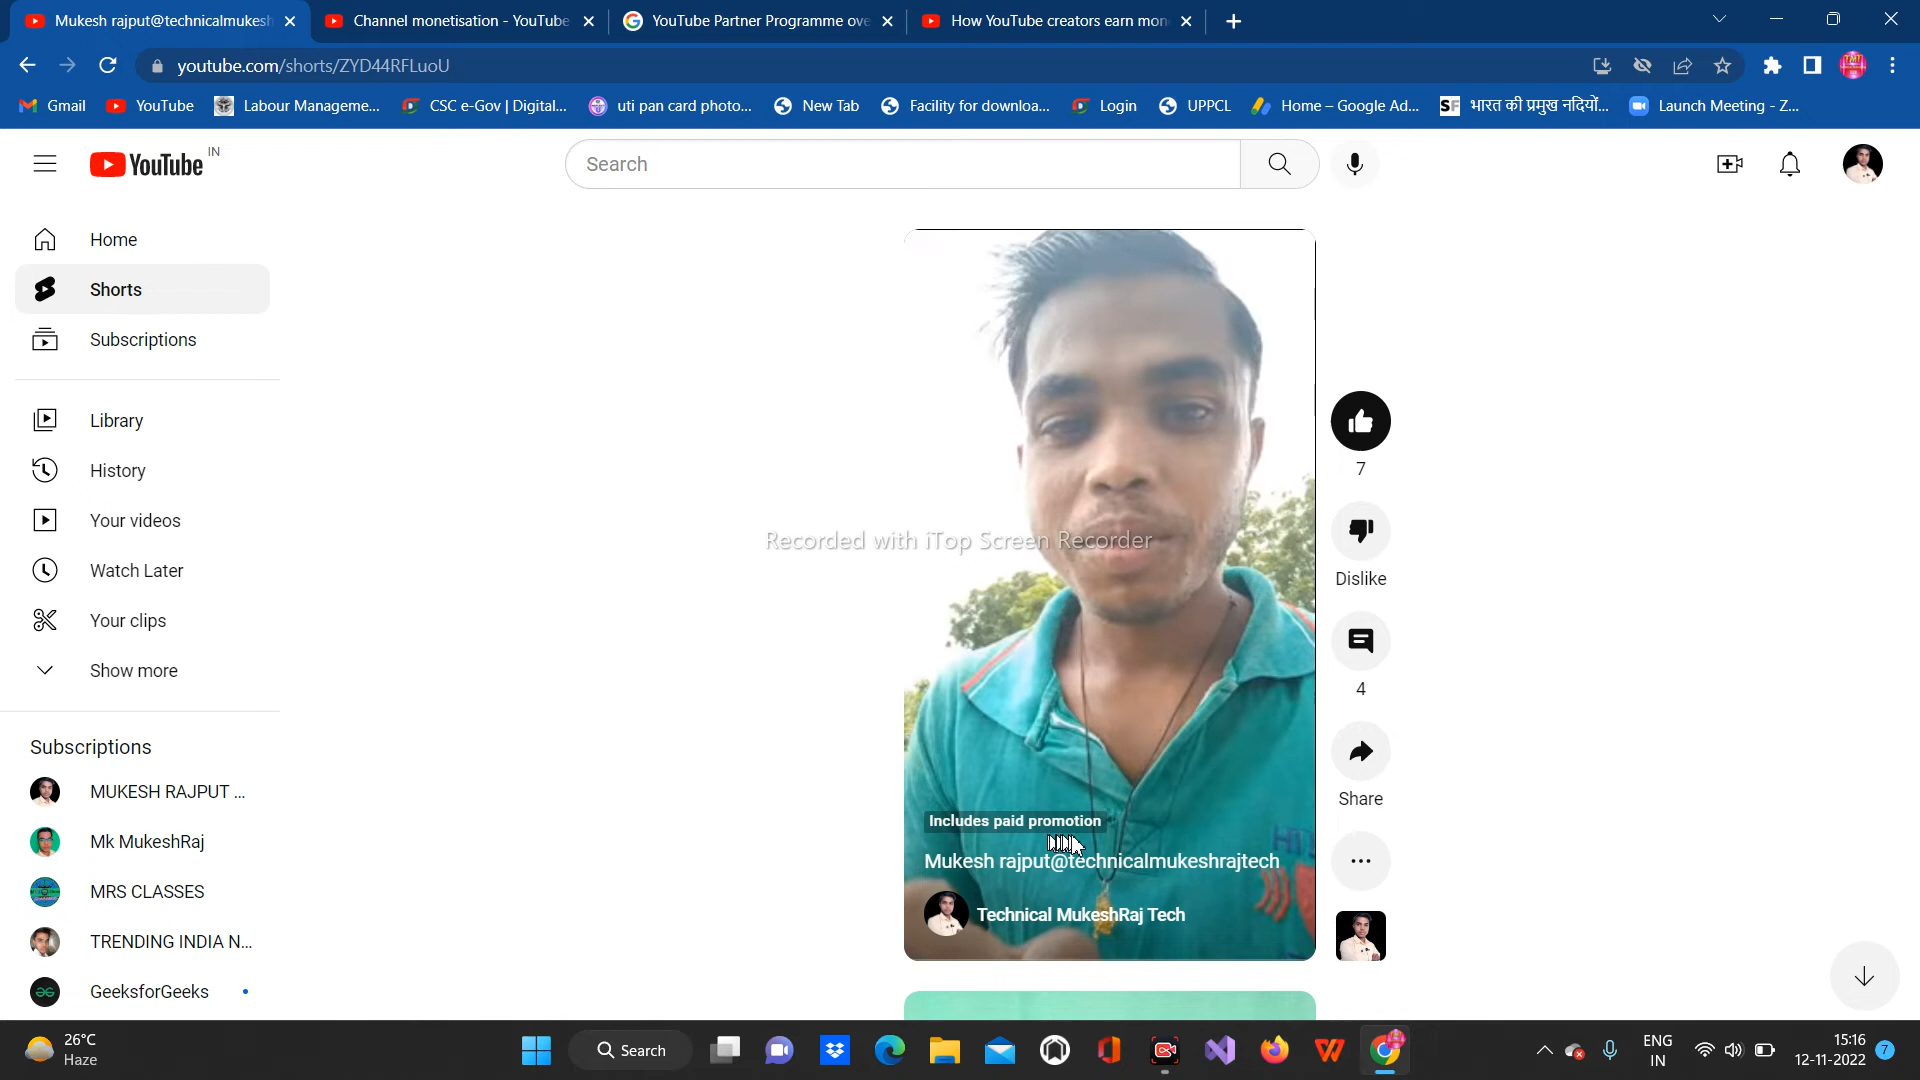 Mukesh rajput@technicalmukesh
Channel monetisation - YouTube
YouTube Partner Programme ove
How YouTube creators earn mon
youtube.com/shorts/ZYD44RFLuoU
Gmail
YouTube
Labour Manageme...
CSC e-Gov | Digital...
uti pan card photo...
New Tab
Facility for downloa...
Login
UPPCL
Home – Google Ad...
SF
भारत की प्रमुख नदियों...
Launch Meeting - Z...
YouTube IN
Search
Home
Shorts
Subscriptions
Library
History
Your videos
Watch Later
Your clips
Show more
Subscriptions
MUKESH RAJPUT ...
Mk MukeshRaj
MRS CLASSES
TRENDING INDIA N...
GeeksforGeeks
Recorded with iTop Screen Recorder
Includes paid promotion
Mukesh rajput@technicalmukeshrajtech
Technical MukeshRaj Tech
7
Dislike
4
Share
26°C
Haze
Search
ENG
IN
15:16
12-11-2022
7